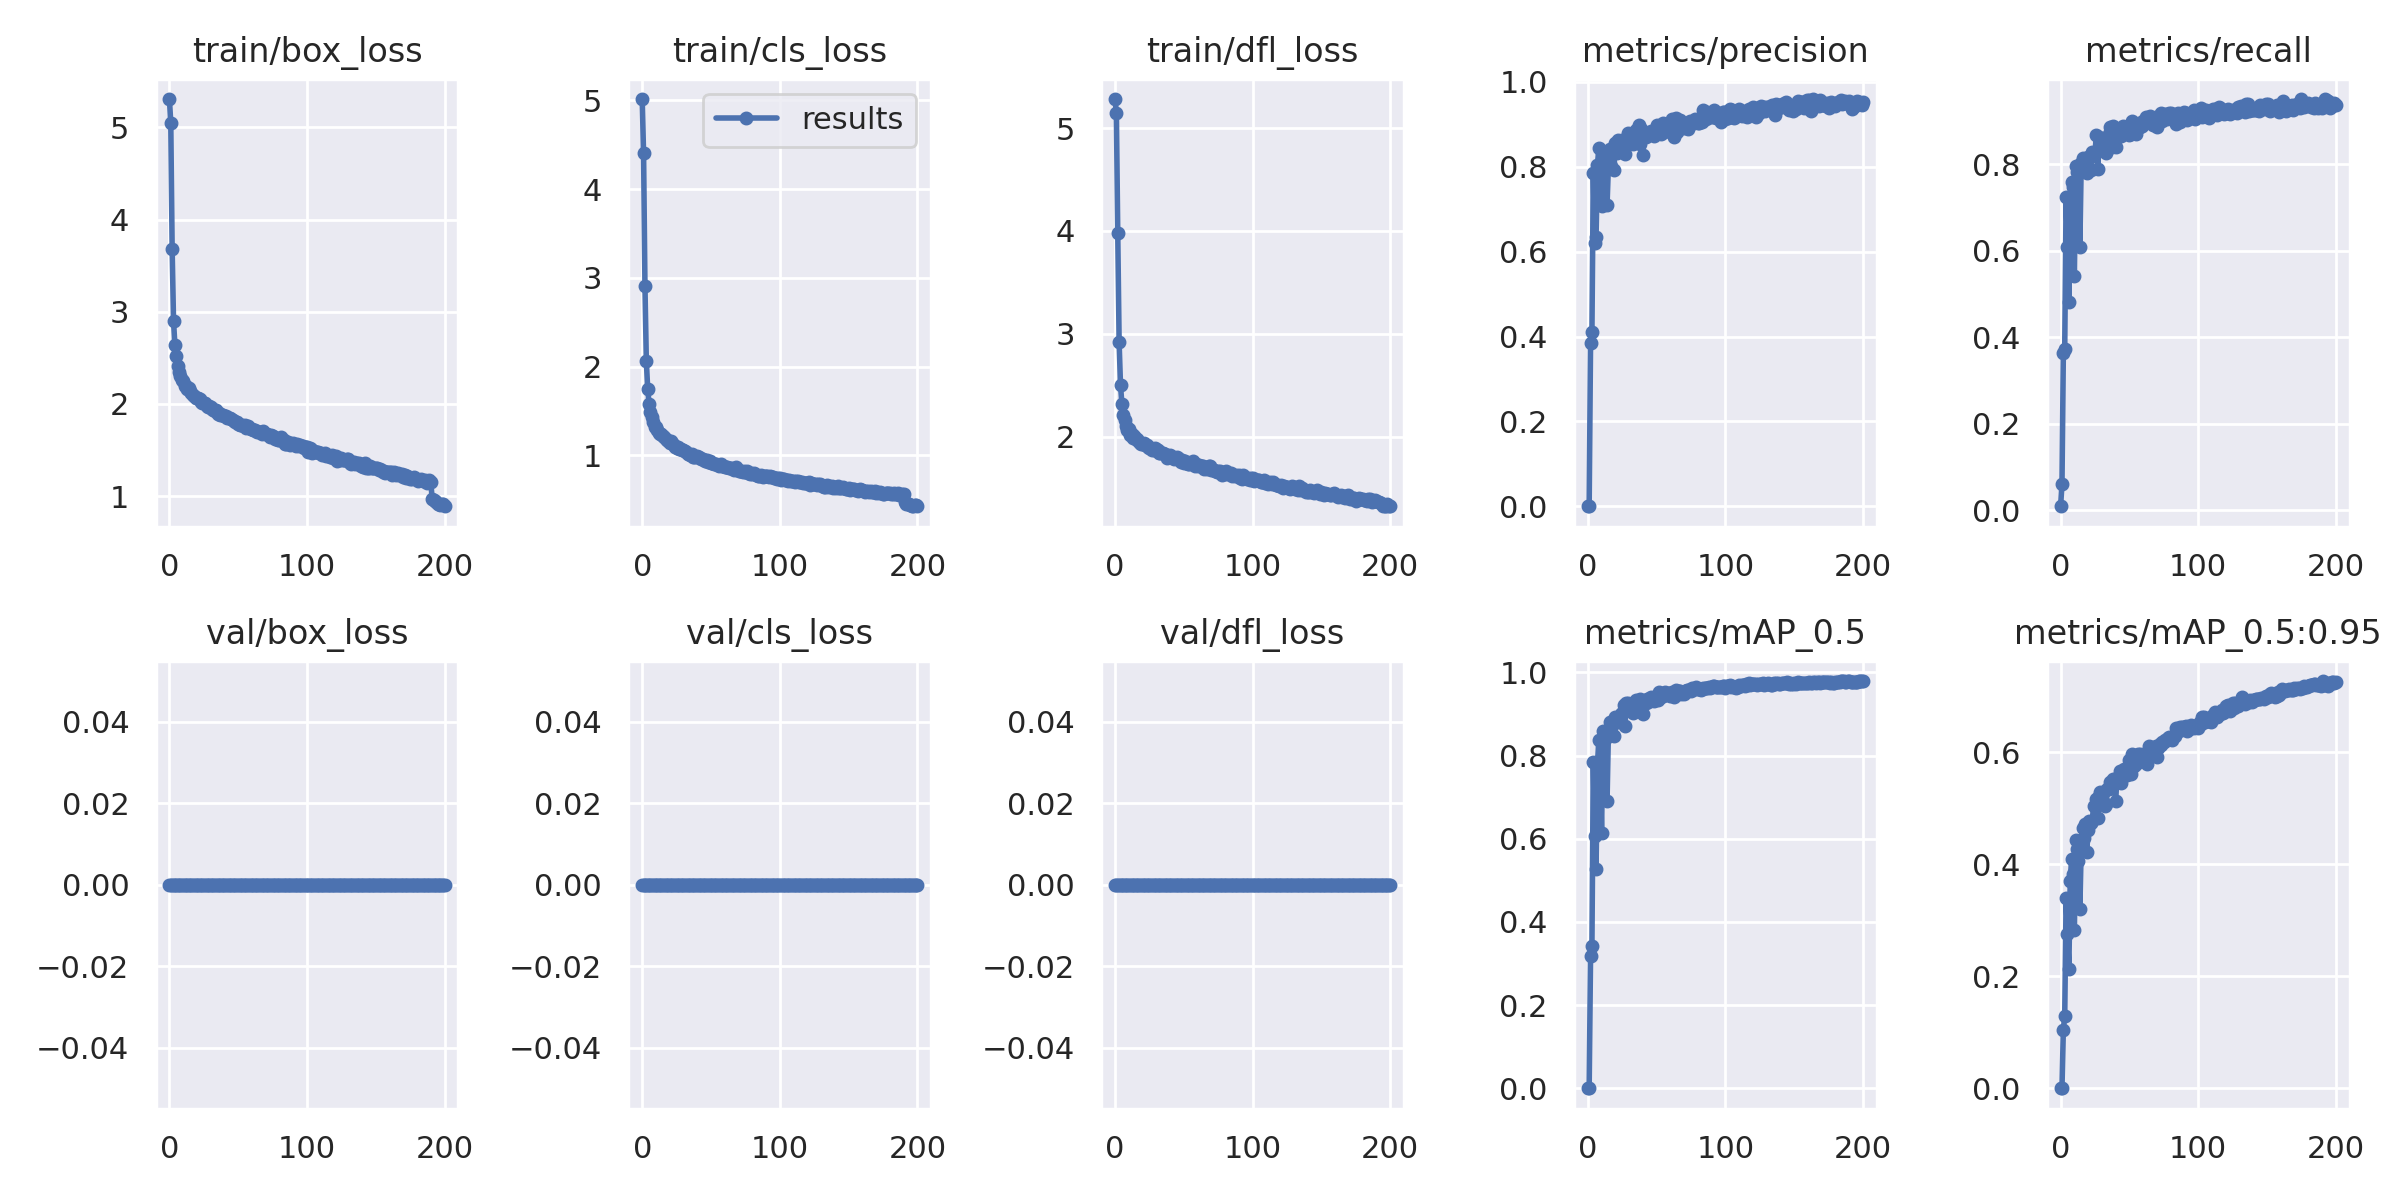 train/box_loss train/cls_loss train/dfl_loss metrics/precision metrics/recall
5 4 3 2 1
0 100 200
results
5 4 3 2 1
0 100 200
5 4 3 2
0 100 200
1.0 0.8 0.6 0.4 0.2 0.0
0 100 200
0.8 0.6 0.4 0.2 0.0
0 100 200
val/box_loss val/cls_loss val/dfl_loss metrics/mAP_0.5 metrics/mAP_0.5:0.95
0.04 0.02 0.00 −0.02 −0.04
0 100 200
0.04 0.02 0.00 −0.02 −0.04
0 100 200
0.04 0.02 0.00 −0.02 −0.04
0 100 200
1.0 0.8 0.6 0.4 0.2 0.0
0 100 200
0.6 0.4 0.2 0.0
0 100 200